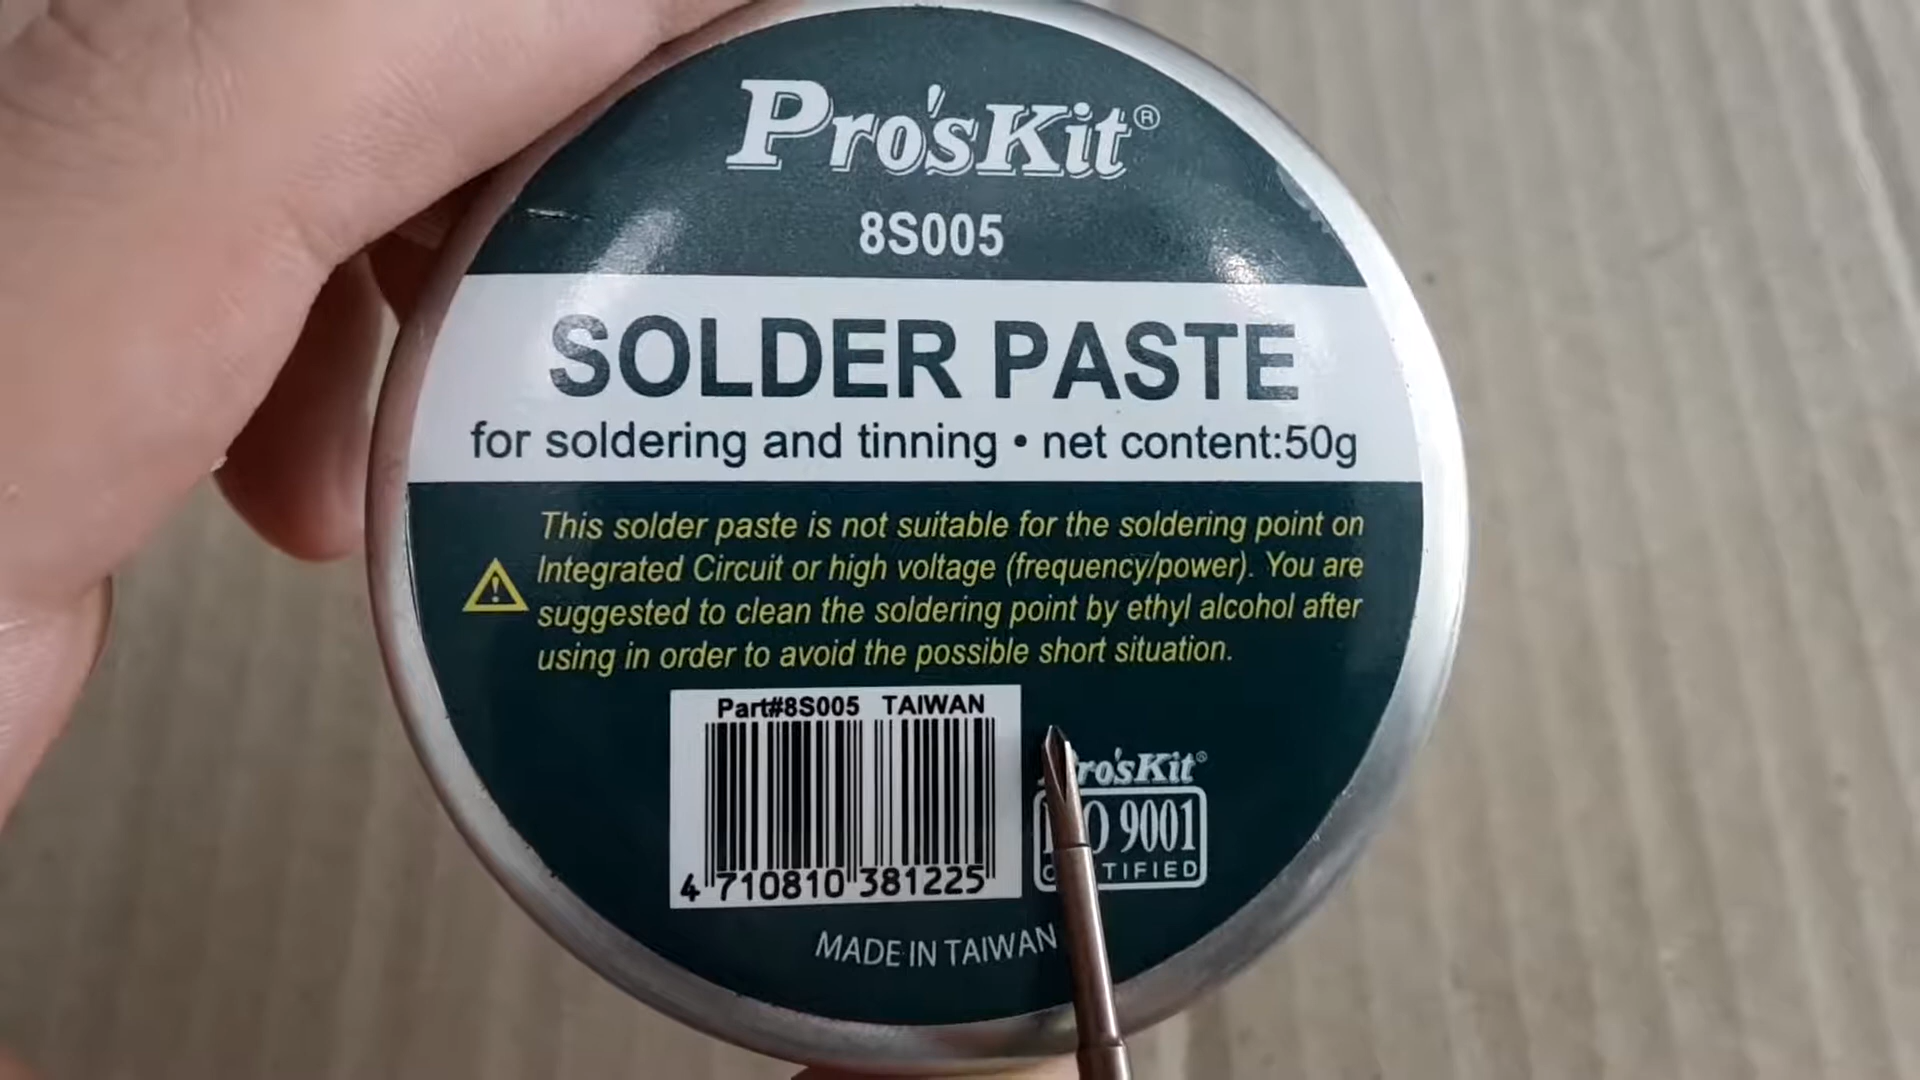 Pro'sKit®
8S005
SOLDER PASTE
for soldering and tinning • net content:50g
This solder paste is not suitable for the soldering point on
Integrated Circuit or high voltage (frequency/power). You are
suggested to clean the soldering point by ethyl alcohol after
using in order to avoid the possible short situation.
Part#8S005 TAIWAN
4 710810 381225
Pro'sKit®
9001
MADE IN TAIWAN